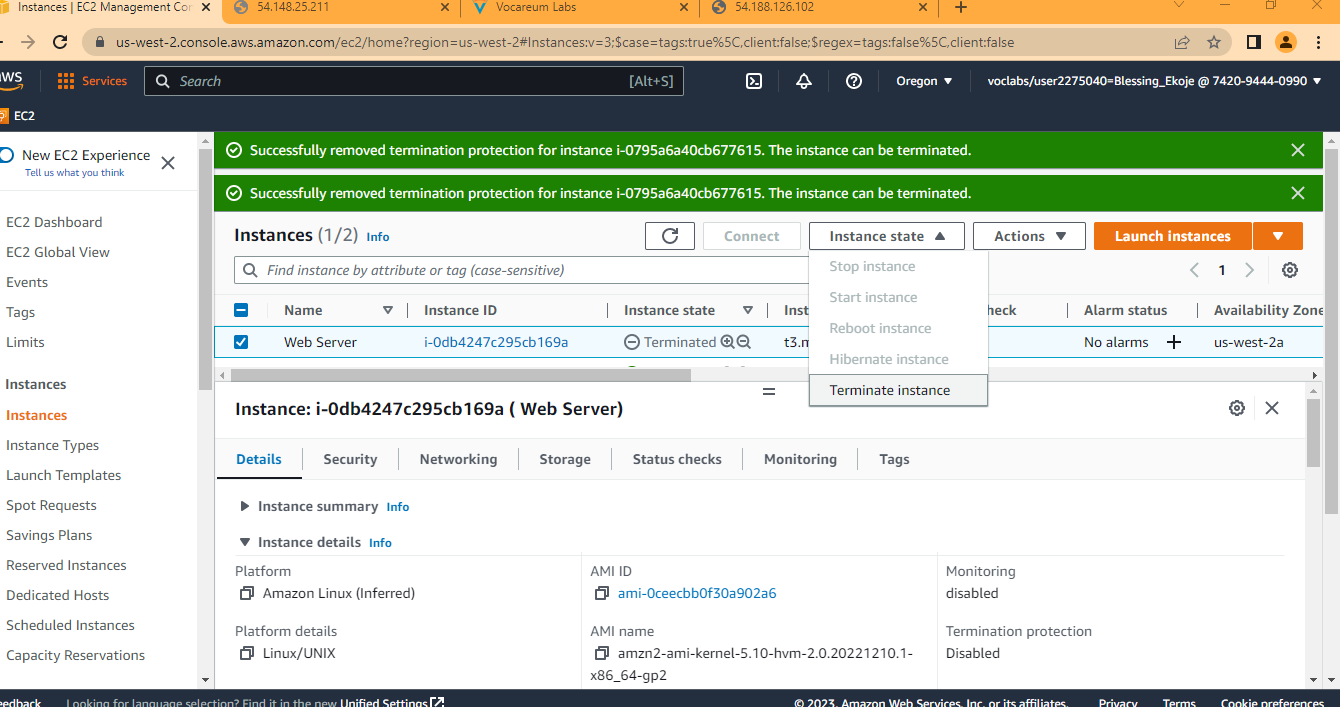 Instances | EC2 Management Con
54.148.25.211
Vocareum Labs
54.188.126.102
us-west-2.console.aws.amazon.com/ec2/home?region=us-west-2#Instances:v=3;$case=tags:true%5C,client:false;$regex=tags:false%5C,client:false
aws
Services
Search
[Alt+S]
Oregon
voclabs/user2275040=Blessing_Ekoje @ 7420-9444-0990
EC2
New EC2 Experience
Tell us what you think
EC2 Dashboard
EC2 Global View
Events
Tags
Limits
Instances
Instances
Instance Types
Launch Templates
Spot Requests
Savings Plans
Reserved Instances
Dedicated Hosts
Scheduled Instances
Capacity Reservations
Successfully removed termination protection for instance i-0795a6a40cb677615. The instance can be terminated.
Successfully removed termination protection for instance i-0795a6a40cb677615. The instance can be terminated.
Instances (1/2) Info
Connect
Instance state
Actions
Launch instances
Find instance by attribute or tag (case-sensitive)
1
Stop instance
Start instance
Reboot instance
Hibernate instance
Terminate instance
Name
Instance ID
Instance state
Inst
heck
Alarm status
Availability Zone
Web Server
i-0db4247c295cb169a
Terminated
t3.m
No alarms
us-west-2a
Instance: i-0db4247c295cb169a ( Web Server)
Details
Security
Networking
Storage
Status checks
Monitoring
Tags
Instance summary Info
Instance details Info
Platform
Amazon Linux (Inferred)
AMI ID
ami-0ceecbb0f30a902a6
Monitoring
disabled
Platform details
Linux/UNIX
AMI name
amzn2-ami-kernel-5.10-hvm-2.0.20221210.1-
x86_64-gp2
Termination protection
Disabled
eedback
Looking for language selection? Find it in the new Unified Settings
© 2023, Amazon Web Services, Inc. or its affiliates.
Privacy
Terms
Cookie preferences